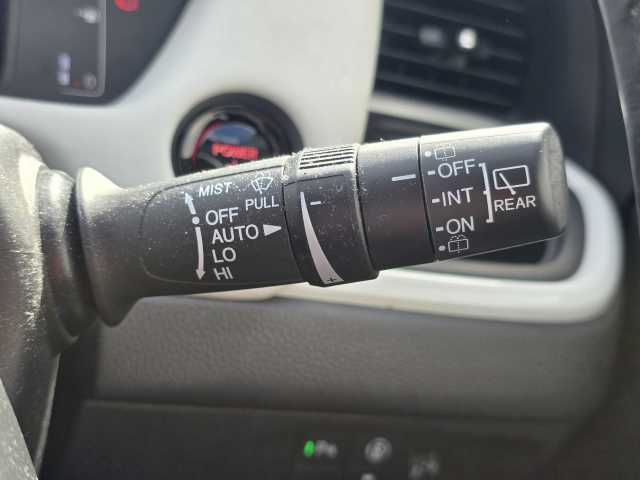 POWER
MIST
PULL
OFF
AUTO
LO
HI
- +
OFF
INT
ON
REAR